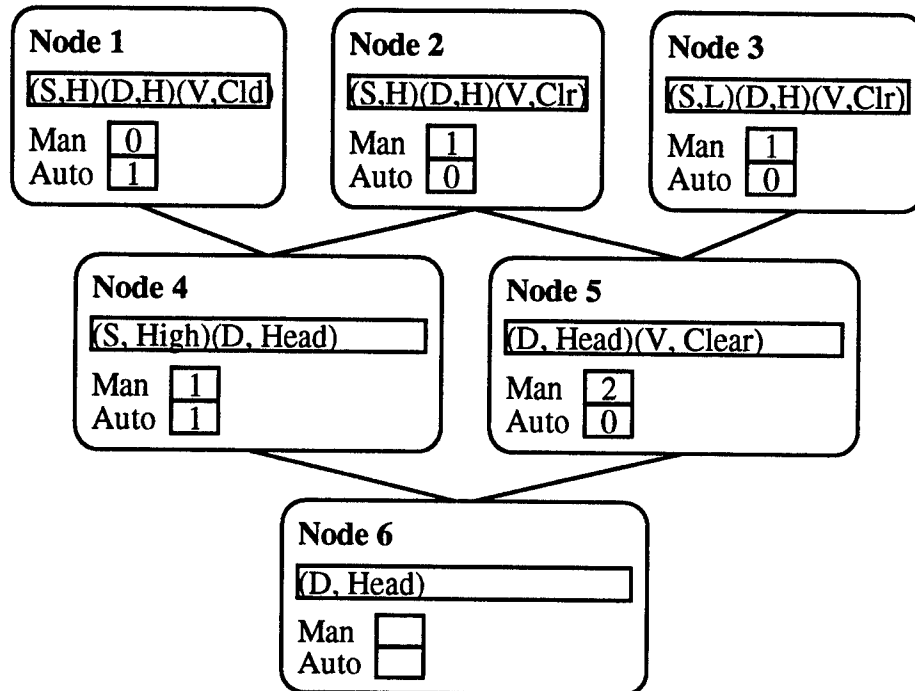 Node 1
(S,H)(D,H)(V,Cld)
Man 0
Auto 1
Node 2
(S,H)(D,H)(V,Clr)
Man 1
Auto 0
Node 3
(S,L)(D,H)(V,Clr)
Man 1
Auto 0
Node 4
(S, High)(D, Head)
Man 1
Auto 1
Node 5
(D, Head)(V, Clear)
Man 2
Auto 0
Node 6
(D, Head)
Man
Auto